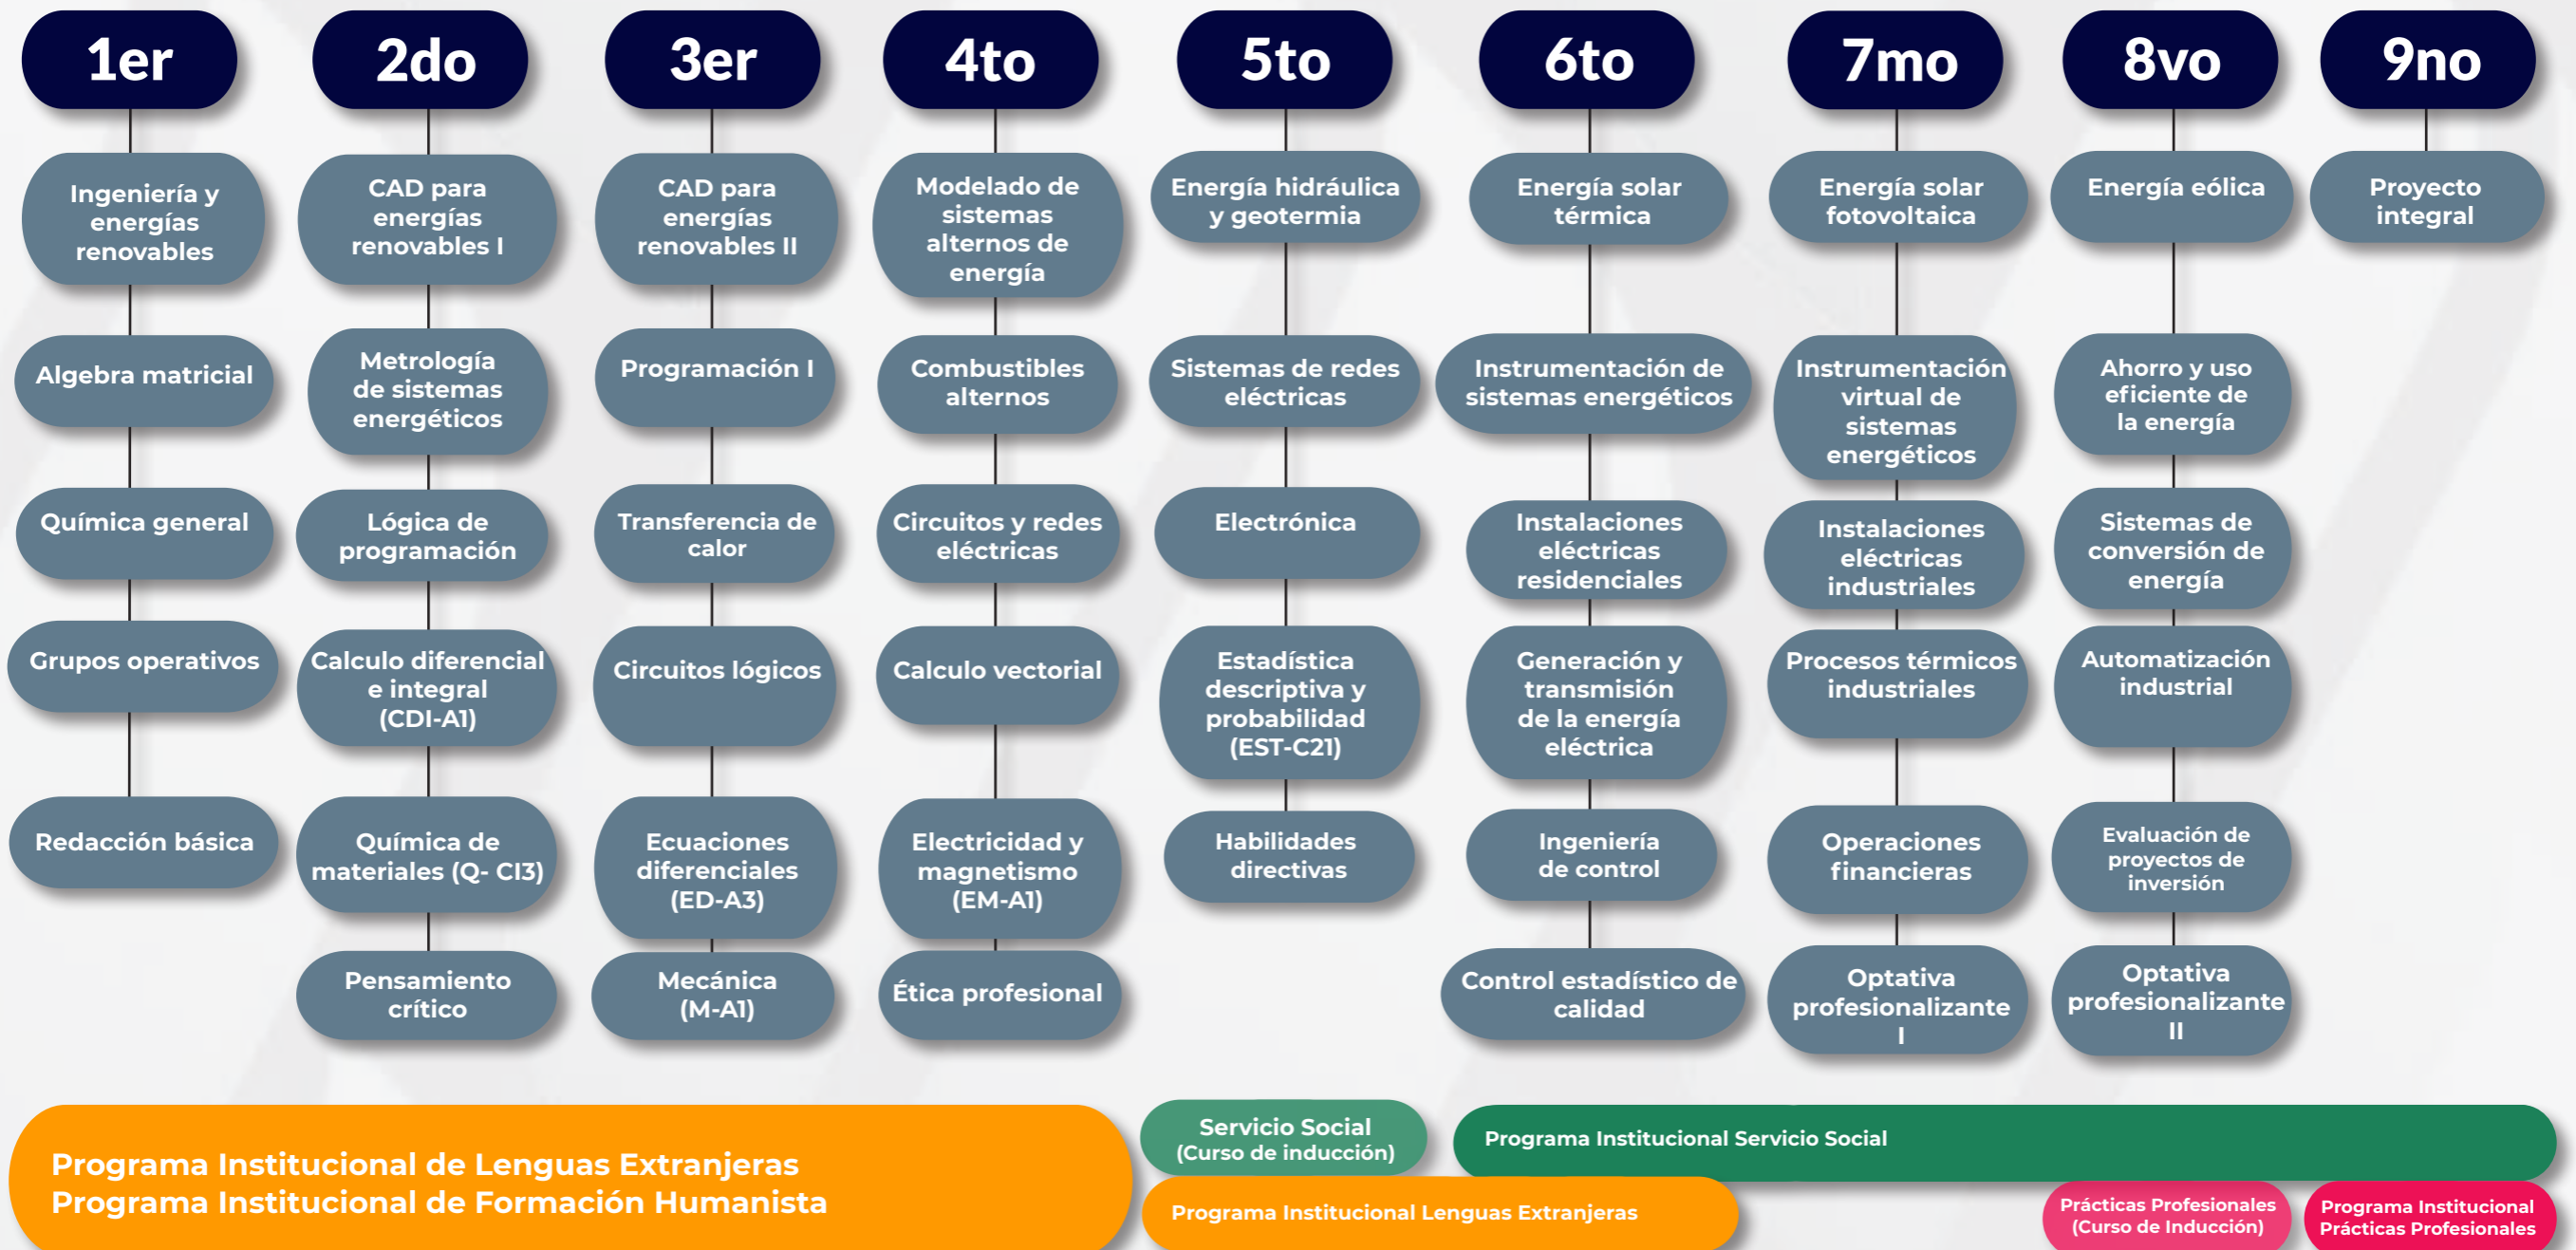 1er
2do
3er
4to
5to
6to
7mo
8vo
9no
Ingeniería y
energías
renovables
Algebra matricial
Química general
Grupos operativos
Redacción básica
CAD para
energías
renovables I
Metrología
de sistemas
energéticos
Lógica de
programación
Calculo diferencial
e integral
(CDI-A1)
Química de
materiales (Q- CI3)
Pensamiento
crítico
CAD para
energías
renovables II
Programación I
Transferencia de
calor
Circuitos lógicos
Ecuaciones
diferenciales
(ED-A3)
Mecánica
(M-A1)
Modelado de
sistemas
alternos de
energía
Combustibles
alternos
Circuitos y redes
eléctricas
Calculo vectorial
Electricidad y
magnetismo
(EM-A1)
Ética profesional
Energía hidráulica
y geotermia
Sistemas de redes
eléctricas
Electrónica
Estadística
descriptiva y
probabilidad
(EST-C21)
Habilidades
directivas
Energía solar
térmica
Instrumentación de
sistemas energéticos
Instalaciones
eléctricas
residenciales
Generación y
transmisión
de la energía
eléctrica
Ingeniería
de control
Control estadístico de
calidad
Energía solar
fotovoltaica
Instrumentación
virtual de
sistemas
energéticos
Instalaciones
eléctricas
industriales
Procesos térmicos
industriales
Operaciones
financieras
Optativa
profesionalizante
I
Energía eólica
Ahorro y uso
eficiente de
la energía
Sistemas de
conversión de
energía
Automatización
industrial
Evaluación de
proyectos de
inversión
Optativa
profesionalizante
II
Proyecto
integral
Programa Institucional de Lenguas Extranjeras
Programa Institucional de Formación Humanista
Servicio Social
(Curso de inducción)
Programa Institucional Servicio Social
Programa Institucional Lenguas Extranjeras
Prácticas Profesionales
(Curso de Inducción)
Programa Institucional
Prácticas Profesionales